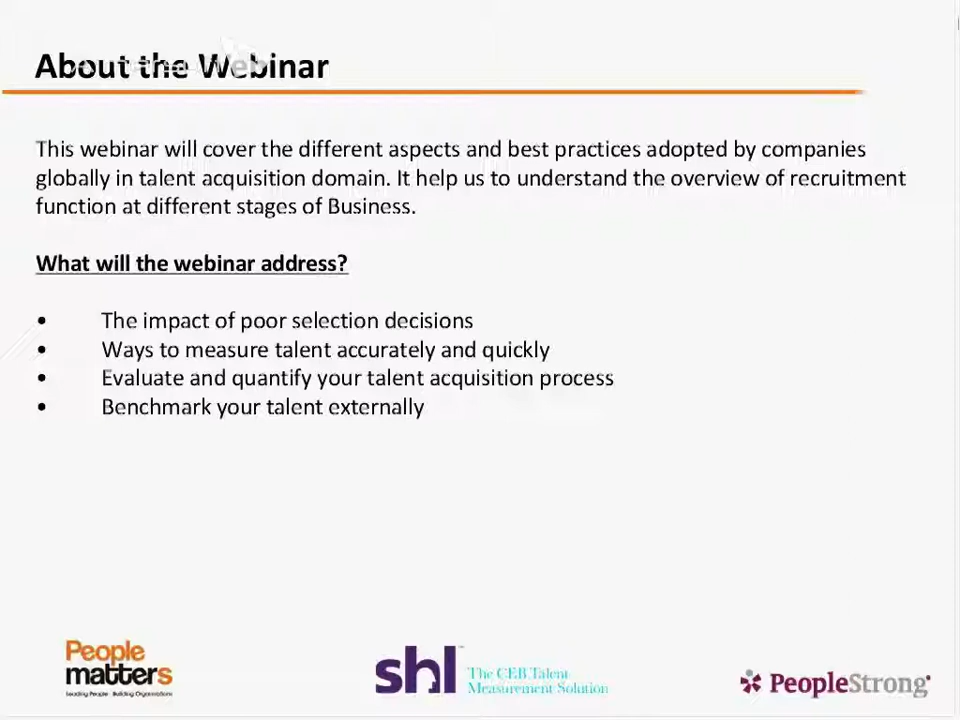 About the Webinar
This webinar will cover the different aspects and best practices adopted by companies
globally in talent acquisition domain. It help us to understand the overview of recruitment
function at different stages of Business.
What will the webinar address?
• The impact of poor selection decisions
• Ways to measure talent accurately and quickly
• Evaluate and quantify your talent acquisition process
• Benchmark your talent externally
People
matters
Leading People · Building Organizations
shl
The CEB Talent
Measurement Solution
PeopleStrong